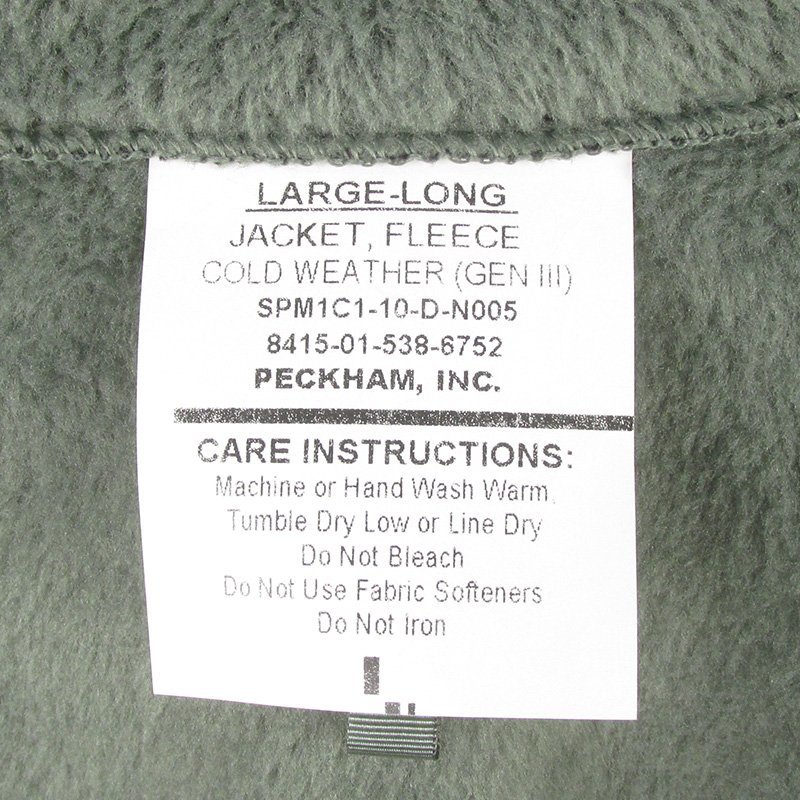 LARGE-LONG
JACKET, FLEECE
COLD WEATHER (GEN III)
SPM1C1-10-D-N005
8415-01-538-6752
PECKHAM, INC.
CARE INSTRUCTIONS:
Machine or Hand Wash Warm
Tumble Dry Low or Line Dry
Do Not Bleach
Do Not Use Fabric Softeners
Do Not Iron